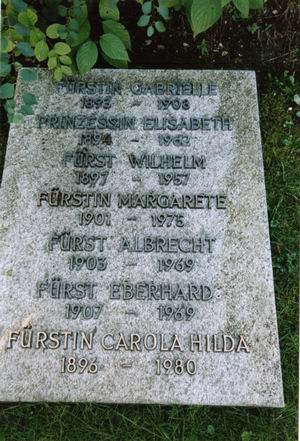 FÜRSTIN GABRIELLE
1893 - 1908
PRINZESSIN ELISABETH
1894 - 1962
FÜRST WILHELM
1897 - 1957
FÜRSTIN MARGARETE
1901 - 1975
FÜRST ALBRECHT
1903 - 1969
FÜRST EBERHARD
1907 - 1969
FÜRSTIN CAROLA HILDA
1896 - 1980